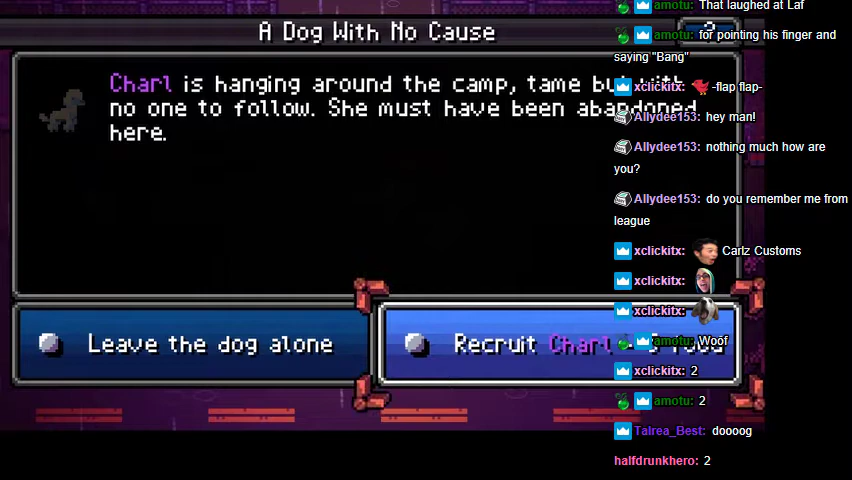 A Dog With No Cause
Charl is hanging around the camp, tame but with
no one to follow. She must have been abandoned
here.
Leave the dog alone
Recruit Charl
That laughed at Laf
amotu: for pointing his finger and
saying "Bang"
xclickitx: -flap flap-
Allydee153: hey man!
Allydee153: nothing much how are
you?
Allydee153: do you remember me from
league
xclickitx: Carlz Customs
xclickitx:
xclickitx:
amotu: Woof
xclickitx: 2
amotu: 2
Talrea_Best: doooog
halfdrunkhero: 2